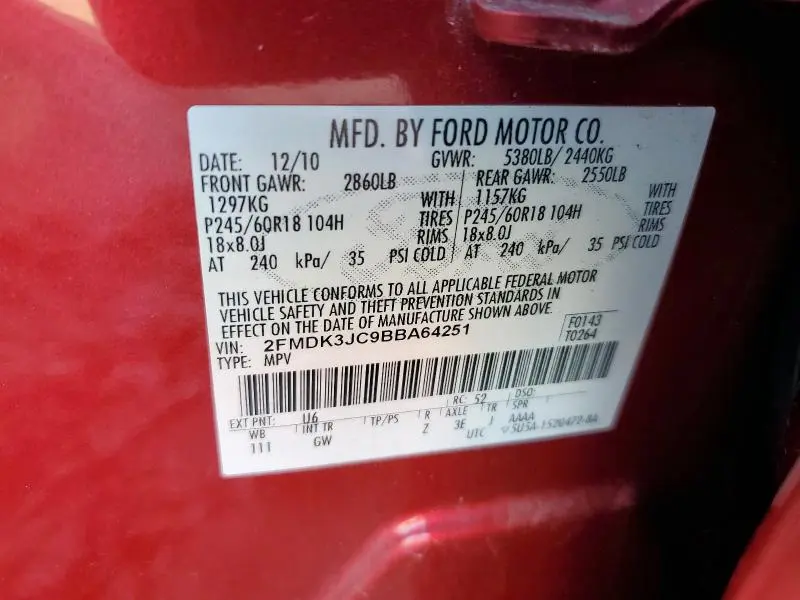 MFD. BY FORD MOTOR CO.
DATE: 12/10 GVWR: 5380LB/ 2440KG
FRONT GAWR: 2860LB REAR GAWR: 2550LB
1297KG WITH 1157KG WITH
P245/60R18 104H TIRES P245/60R18 104H TIRES
18x8.0J RIMS 18x8.0J RIMS
AT 240 kPa/ 35 PSI COLD AT 240 kPa/ 35 PSI COLD
THIS VEHICLE CONFORMS TO ALL APPLICABLE FEDERAL MOTOR
VEHICLE SAFETY AND THEFT PREVENTION STANDARDS IN
EFFECT ON THE DATE OF MANUFACTURE SHOWN ABOVE.
VIN: 2FMDK3JC9BBA64251 F0143
TYPE: MPV T0264
EXT PNT: U6 RC: 52 DSO:
WB INT TR TP/PS R AXLE TR SPR
111 GW Z 3E J AAAA
UTC